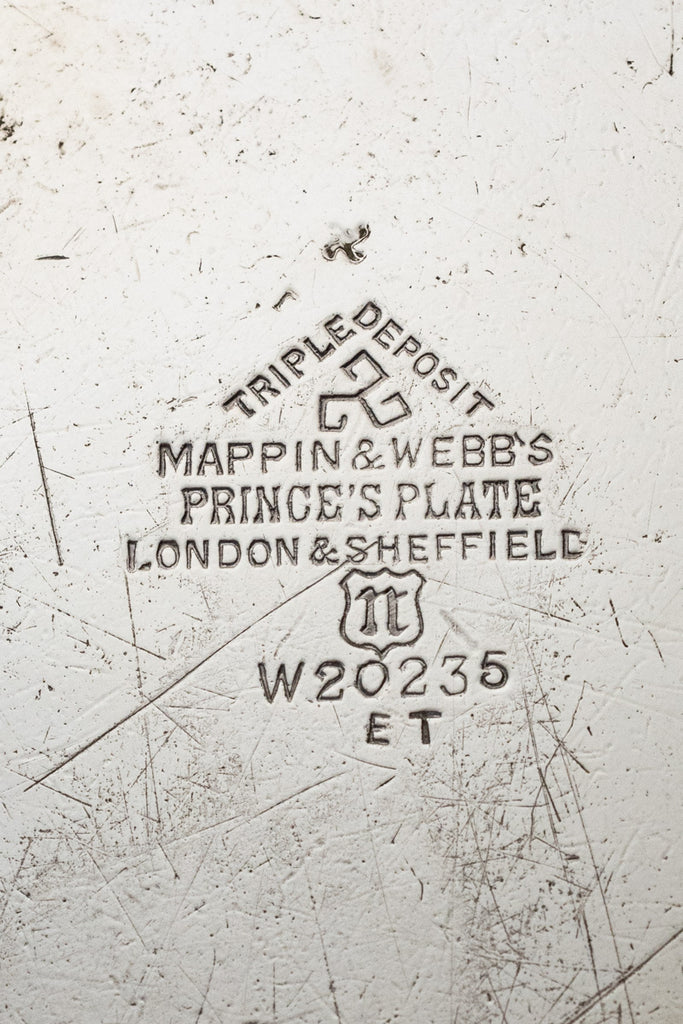 TRIPLE DEPOSIT
MAPPIN & WEBB'S
PRINCE'S PLATE
LONDON & SHEFFIELD
n
W20235
ET